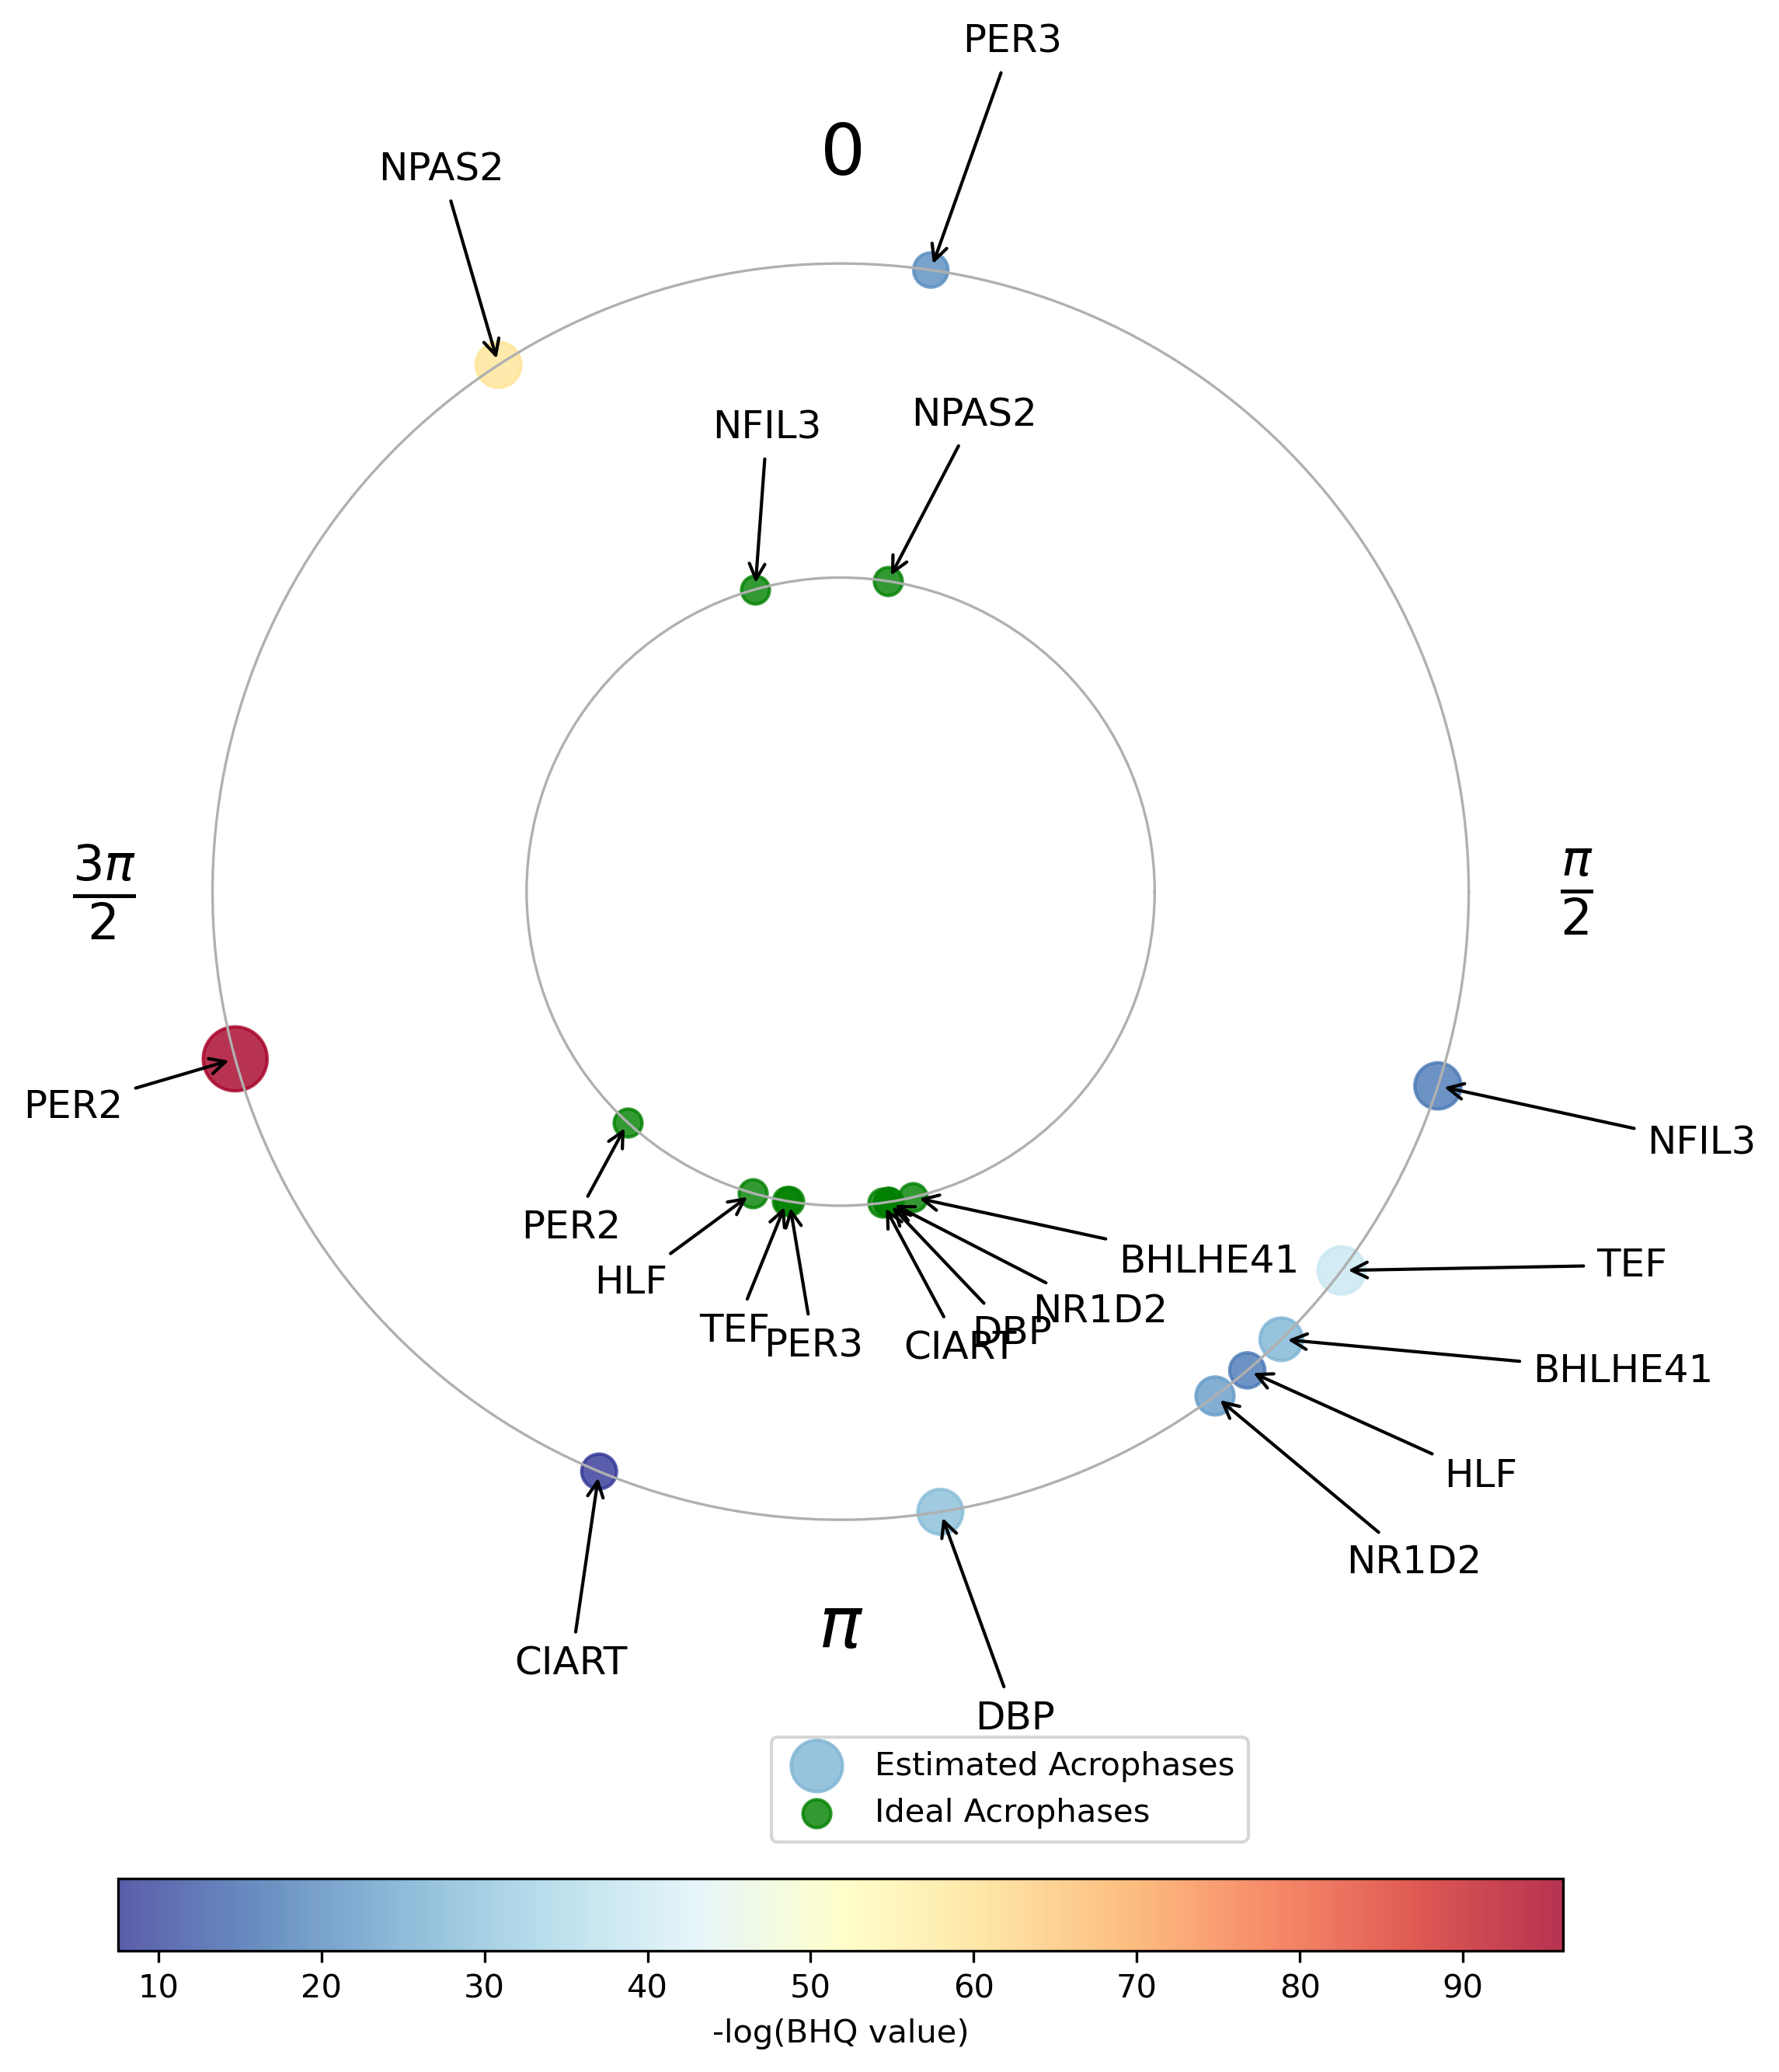 PER3
0
NPAS2
NPAS2
NFIL3
3π/2
π/2
PER2
NFIL3
PER2
BHLHE41
TEF
HLF
NR1D2
TEF
PER3
CIART
DBP
BHLHE41
HLF
NR1D2
π
CIART
DBP
Estimated Acrophases
Ideal Acrophases
10 20 30 40 50 60 70 80 90
-log(BHQ value)